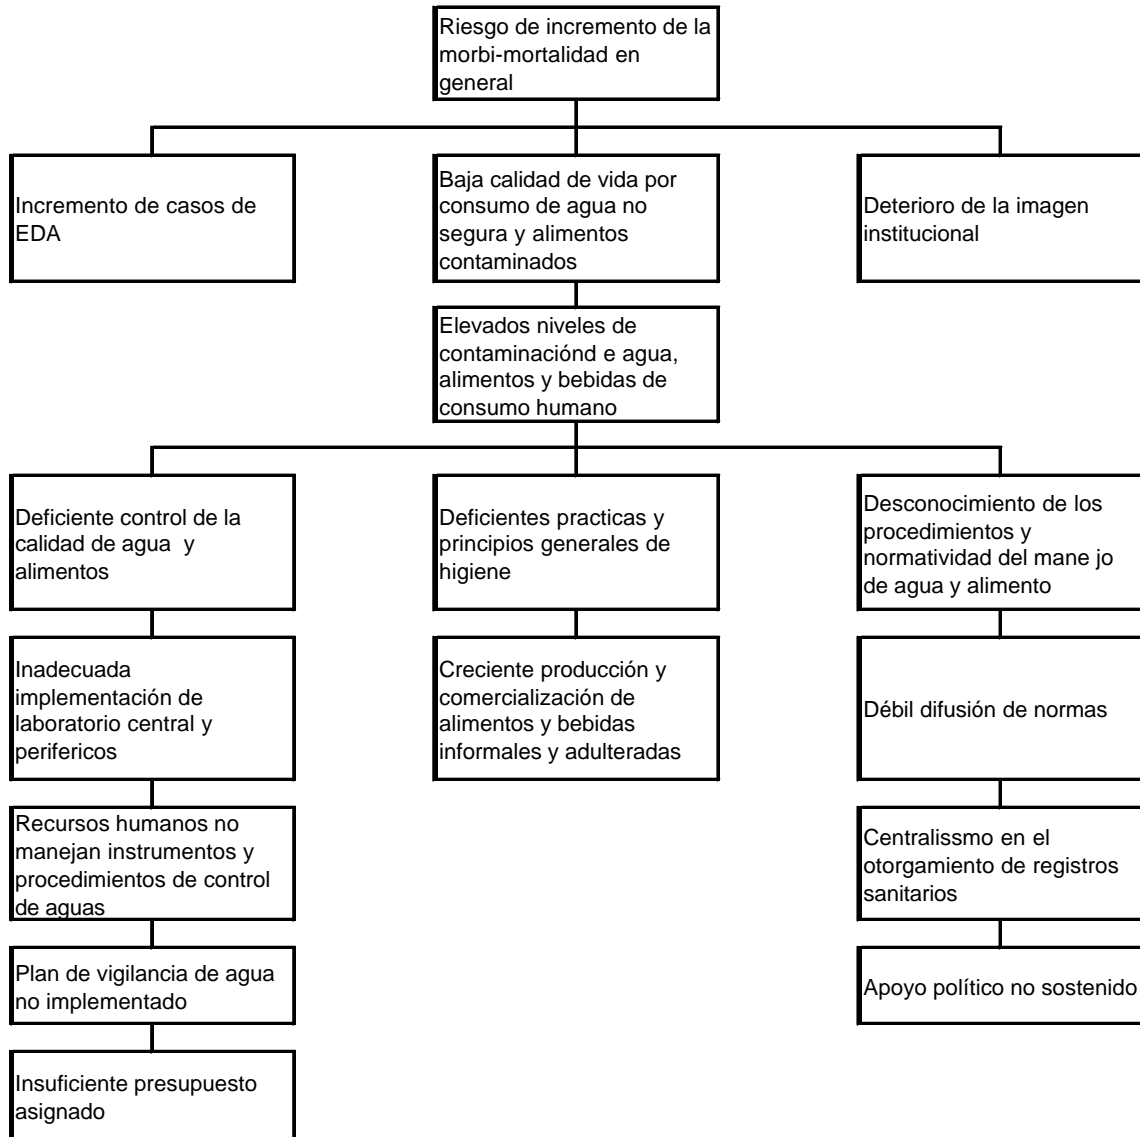 Riesgo de incremento de la
morbi-mortalidad en
general
Incremento de casos de
EDA
Baja calidad de vida por
consumo de agua no
segura y alimentos
contaminados
Deterioro de la imagen
institucional
Elevados niveles de
contaminaciónd e agua,
alimentos y bebidas de
consumo humano
Deficiente control de la
calidad de agua  y
alimentos
Deficientes practicas y
principios generales de
higiene
Desconocimiento de los
procedimientos y
normatividad del mane jo
de agua y alimento
Inadecuada
implementación de
laboratorio central y
perifericos
Creciente producción y
comercialización de
alimentos y bebidas
informales y adulteradas
Débil difusión de normas
Recursos humanos no
manejan instrumentos y
procedimientos de control
de aguas
Centralissmo en el
otorgamiento de registros
sanitarios
Plan de vigilancia de agua
no implementado
Apoyo político no sostenido
Insuficiente presupuesto
asignado